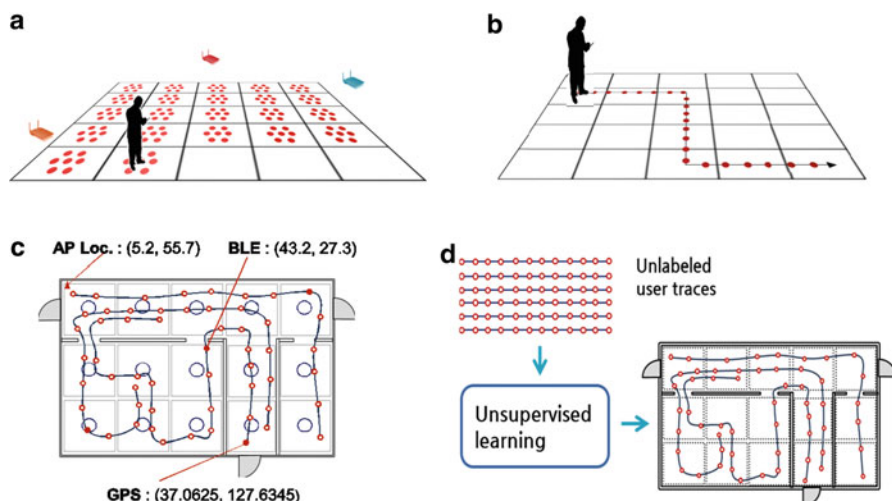 a
b
c
AP Loc. : (5.2, 55.7)
BLE : (43.2, 27.3)
GPS : (37.0625, 127.6345)
d
Unlabeled
user traces
Unsupervised
learning